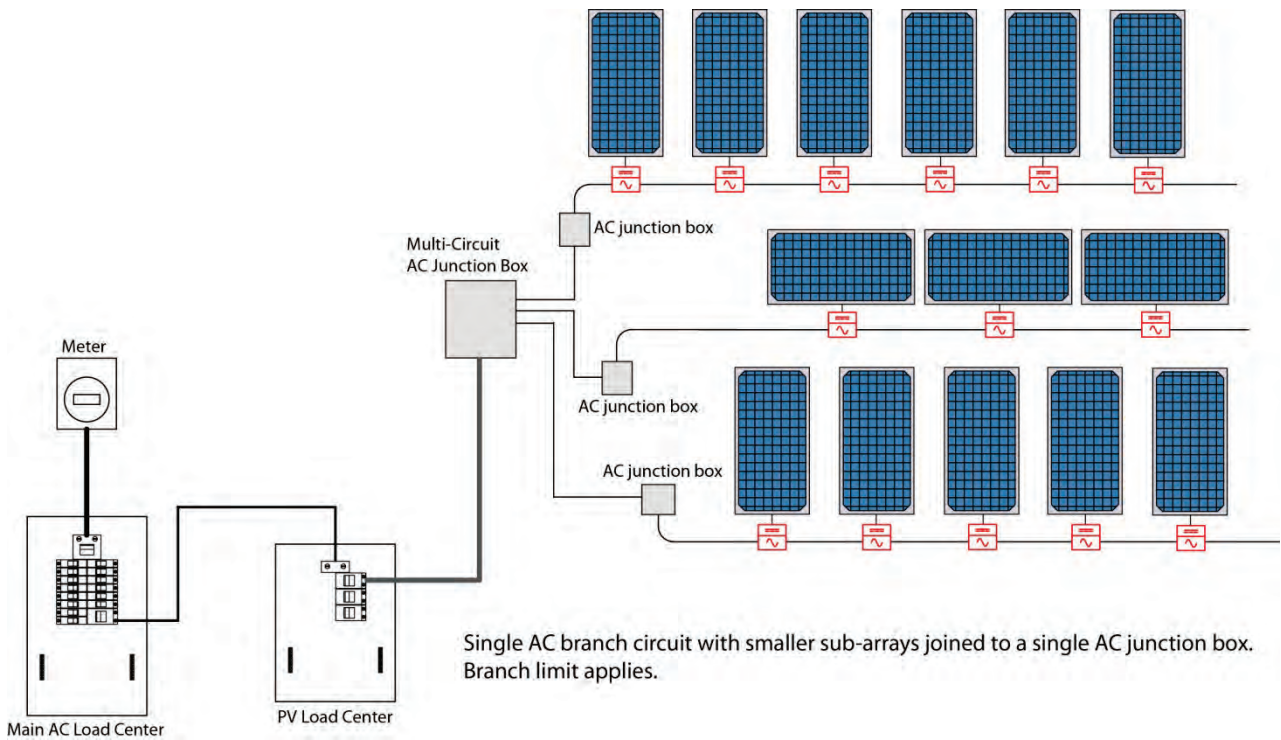 AC junction box
Multi-Circuit
AC Junction Box
Meter
AC junction box
AC junction box
Single AC branch circuit with smaller sub-arrays joined to a single AC junction box.
Branch limit applies.
PV Load Center
Main AC Load Center